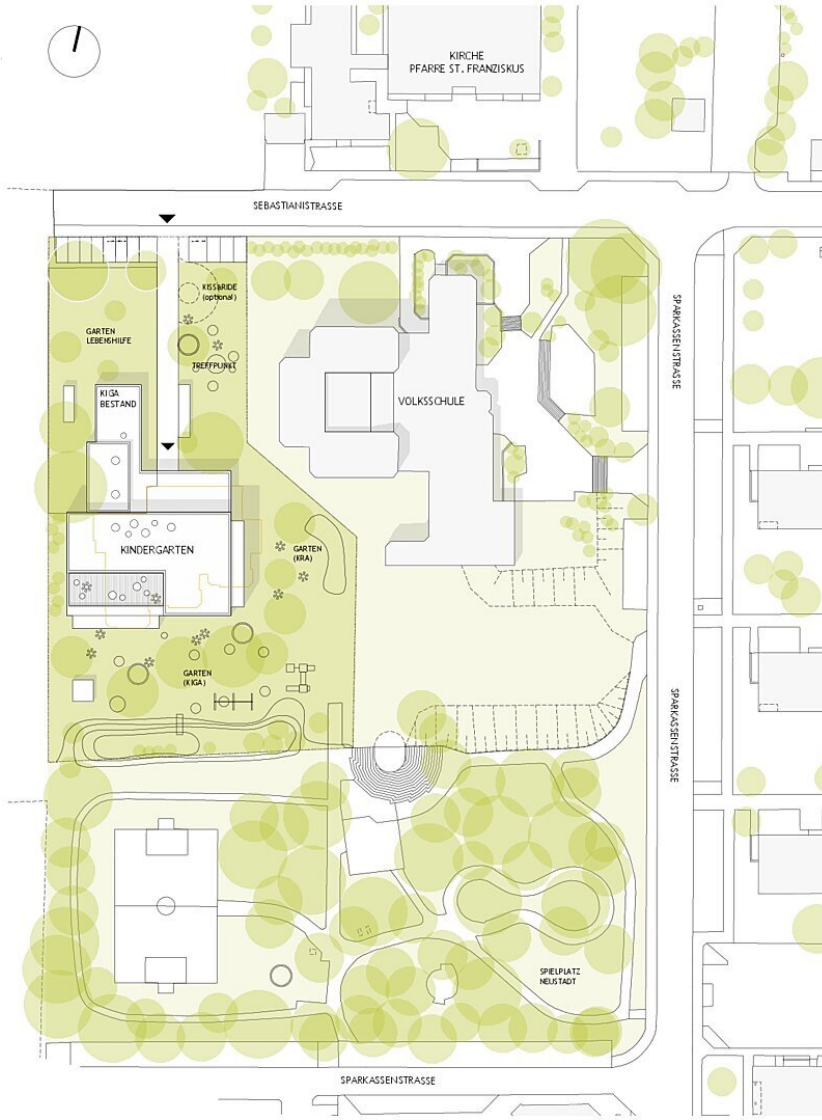 KIRCHE
PFARRE ST. FRANZISKUS
SEBASTIANISTRASSE
KISS&RIDE
(optional)
SPARKASSENSTRASSE
GARTEN
LEBENSHILFE
TREFFPUNKT
KIGA
BESTAND
VOLKSSCHULE
KINDERGARTEN
GARTEN
(KRA)
GARTEN
(KIGA)
SPARKASSENSTRASSE
SPIELPLATZ
NEUSTADT
SPARKASSENSTRASSE